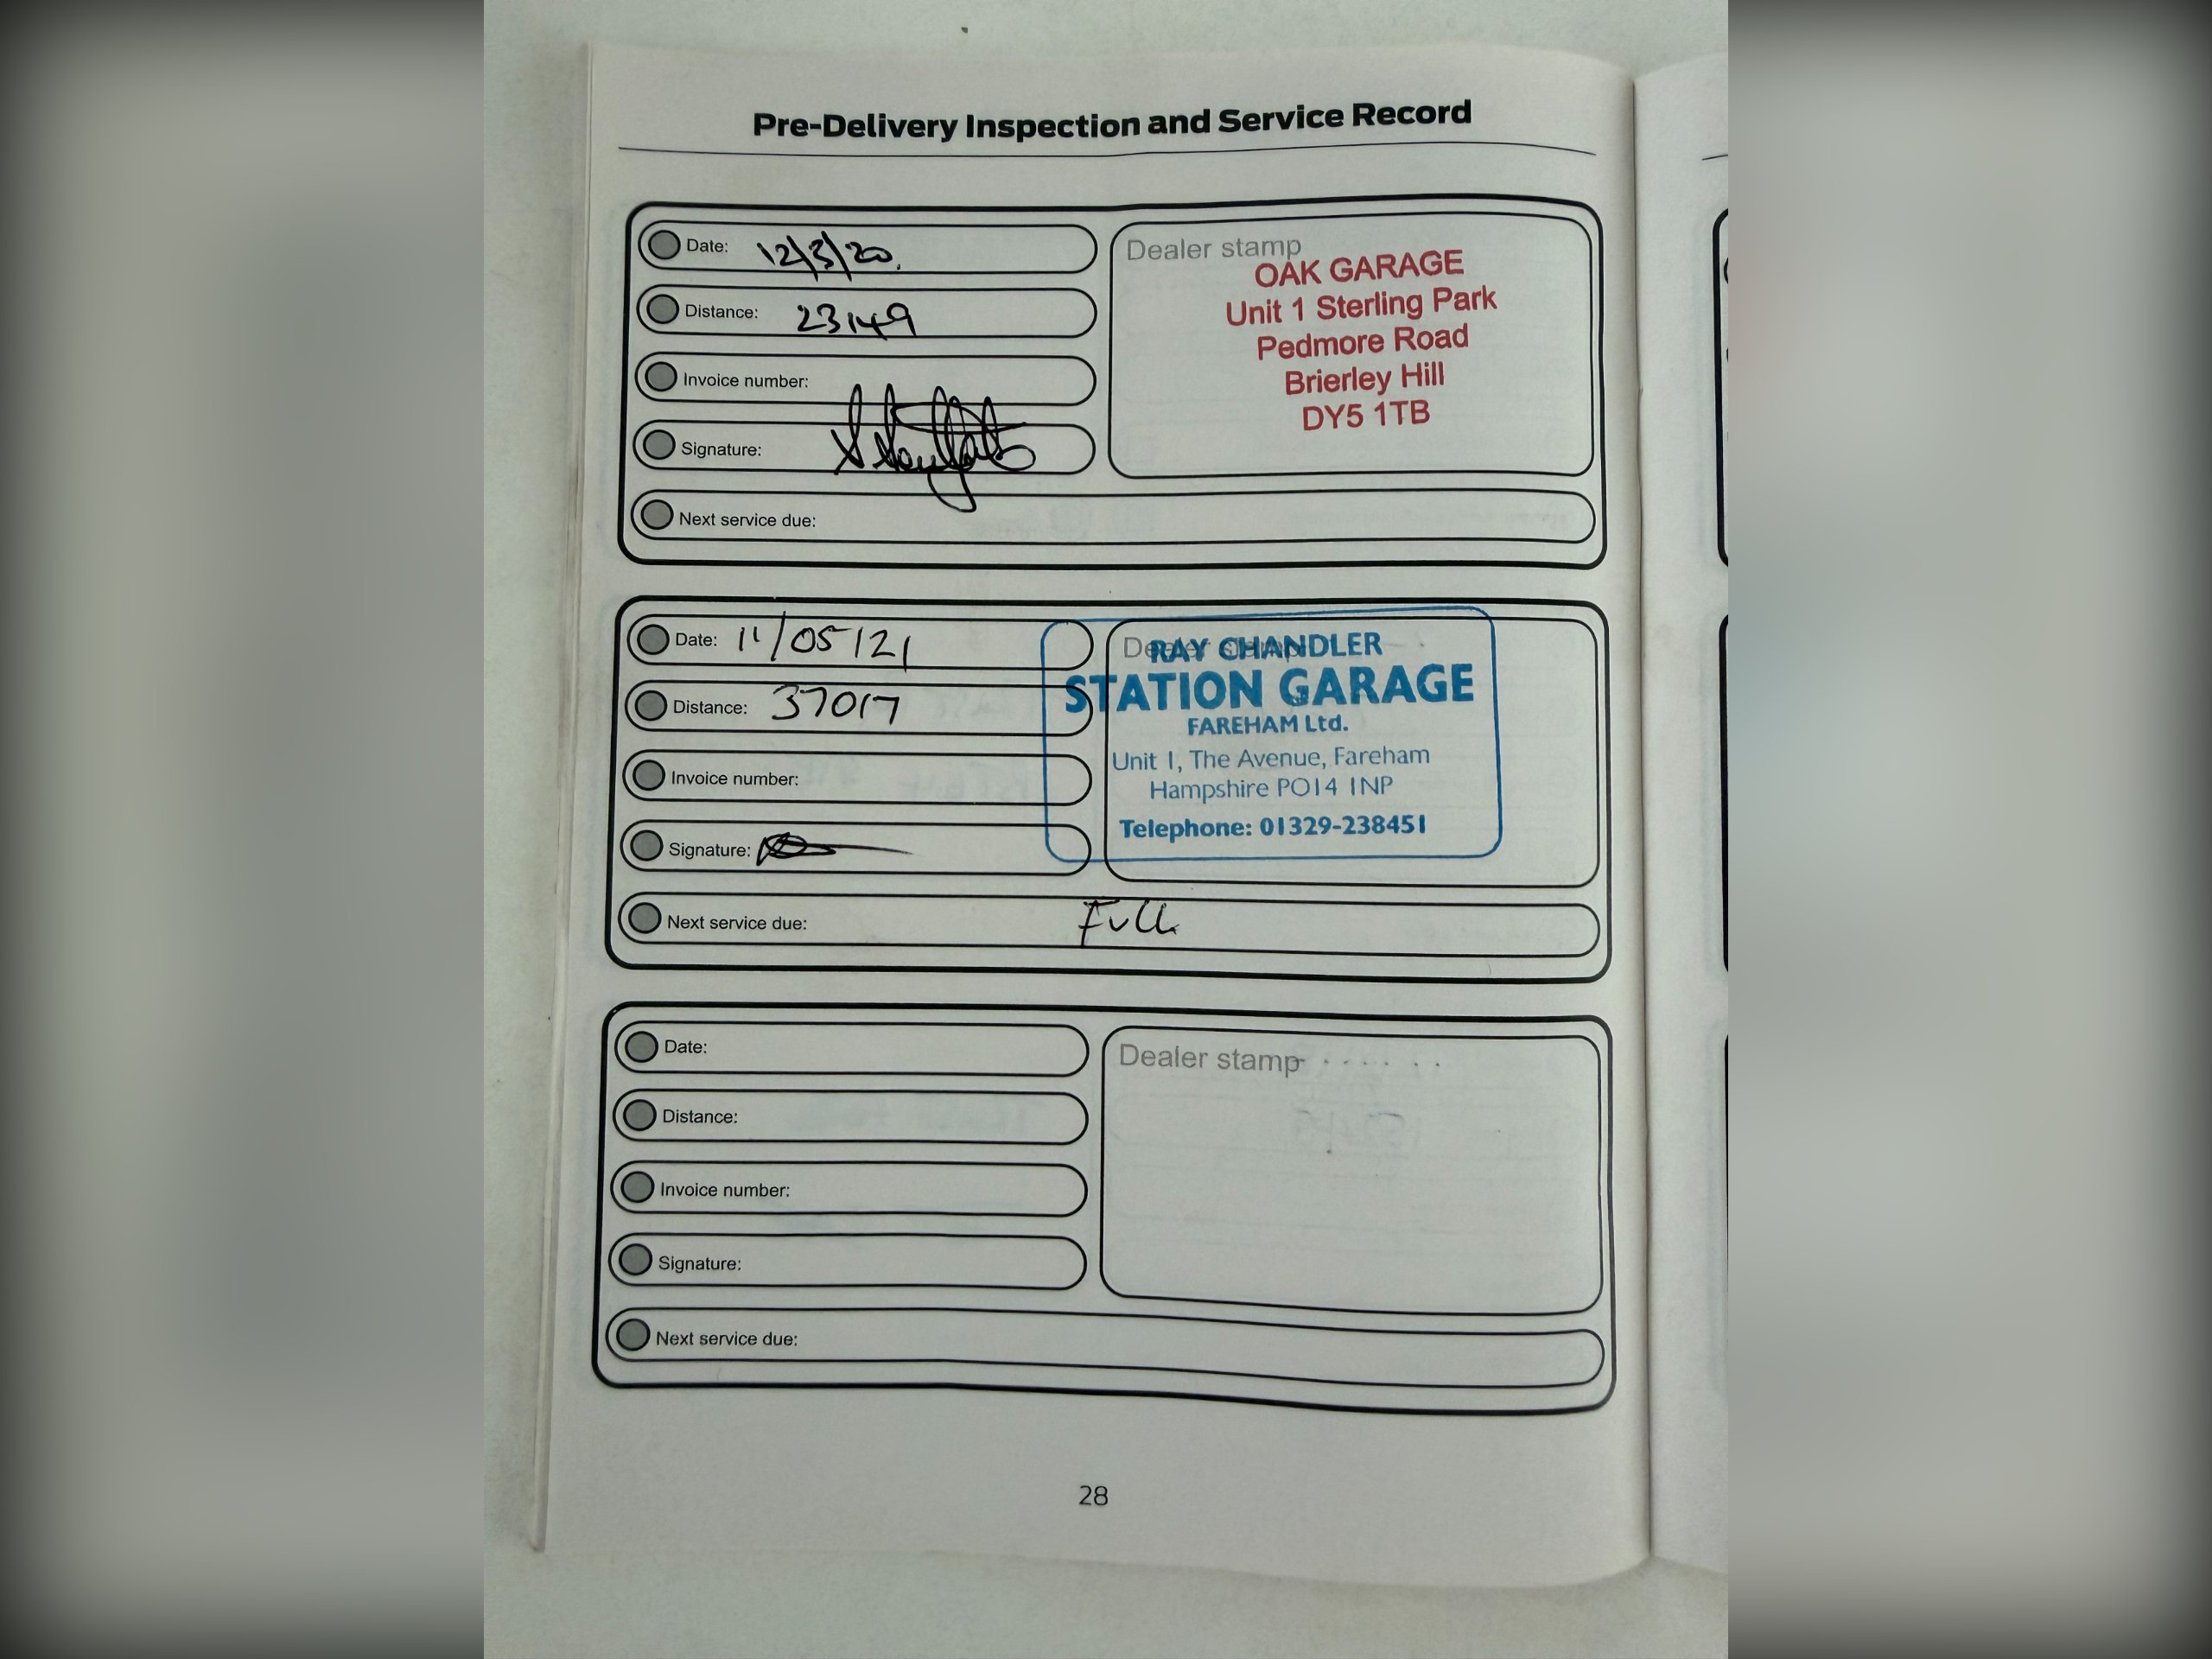 Pre-Delivery Inspection and Service Record
Date: 12/3/20.
Distance: 23149
Invoice number:
Signature:
Next service due:
Dealer stamp
OAK GARAGE
Unit 1 Sterling Park
Pedmore Road
Brierley Hill
DY5 1TB
Date: 11/05/21
Distance: 37017
Invoice number:
Signature:
Next service due: Full
Dealer stamp
RAY CHANDLER
STATION GARAGE
FAREHAM Ltd.
Unit 1, The Avenue, Fareham
Hampshire PO14 1NP
Telephone: 01329-238451
Date:
Distance:
Invoice number:
Signature:
Next service due:
Dealer stamp
28